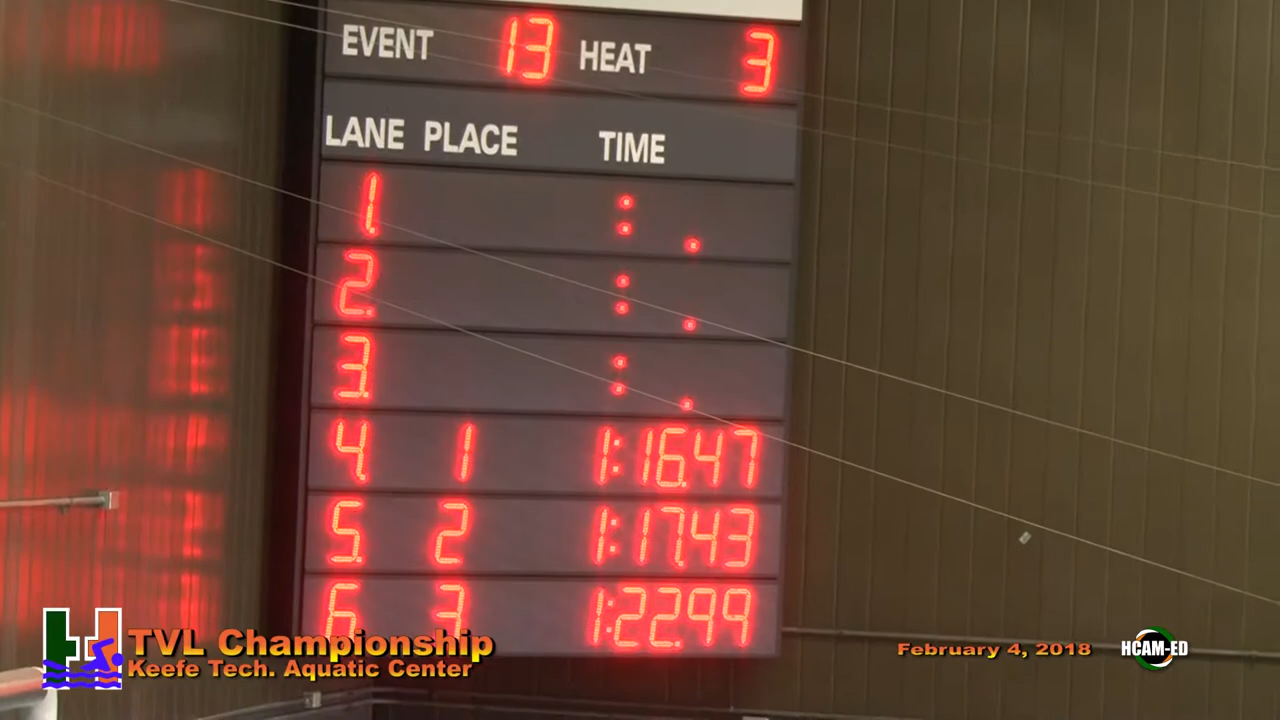 EVENT 13 HEAT 3
LANE PLACE TIME
1 : .
2 : .
3 : .
4 1 1:16.47
5 2 1:17.43
6 3 1:22.99
H
TVL Championship
Keefe Tech. Aquatic Center
February 4, 2018
HCAM-ED